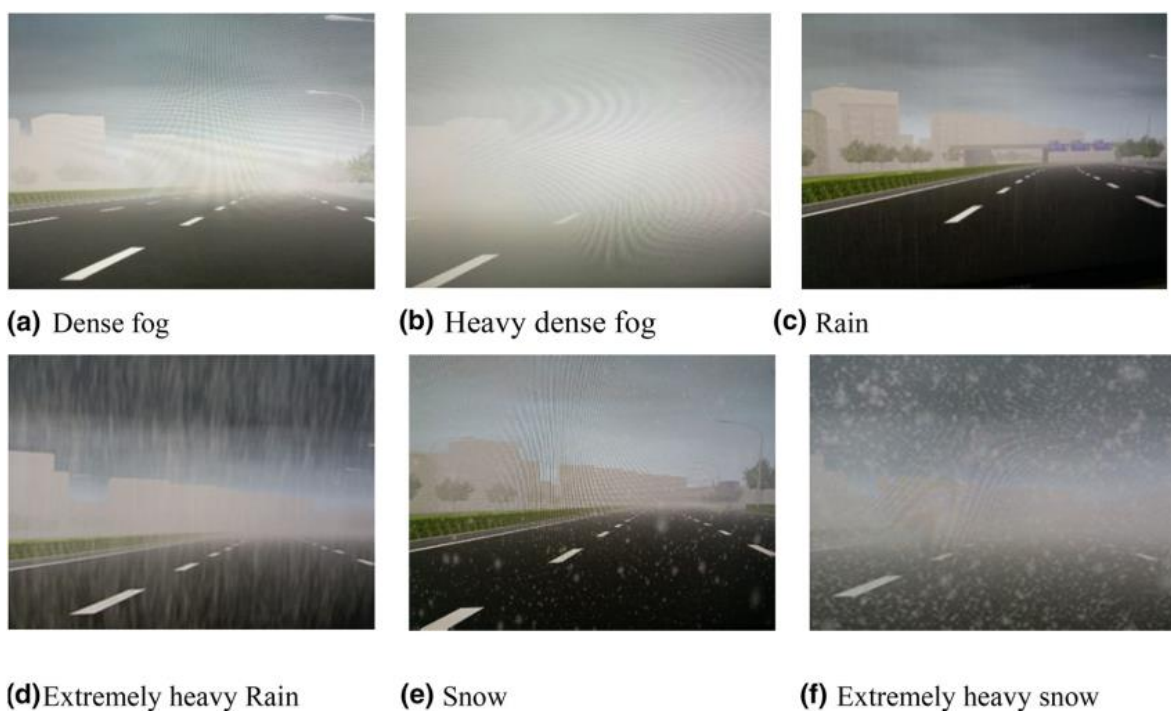 (a) Dense fog
(b) Heavy dense fog
(c) Rain
(d)Extremely heavy Rain
(e) Snow
(f) Extremely heavy snow